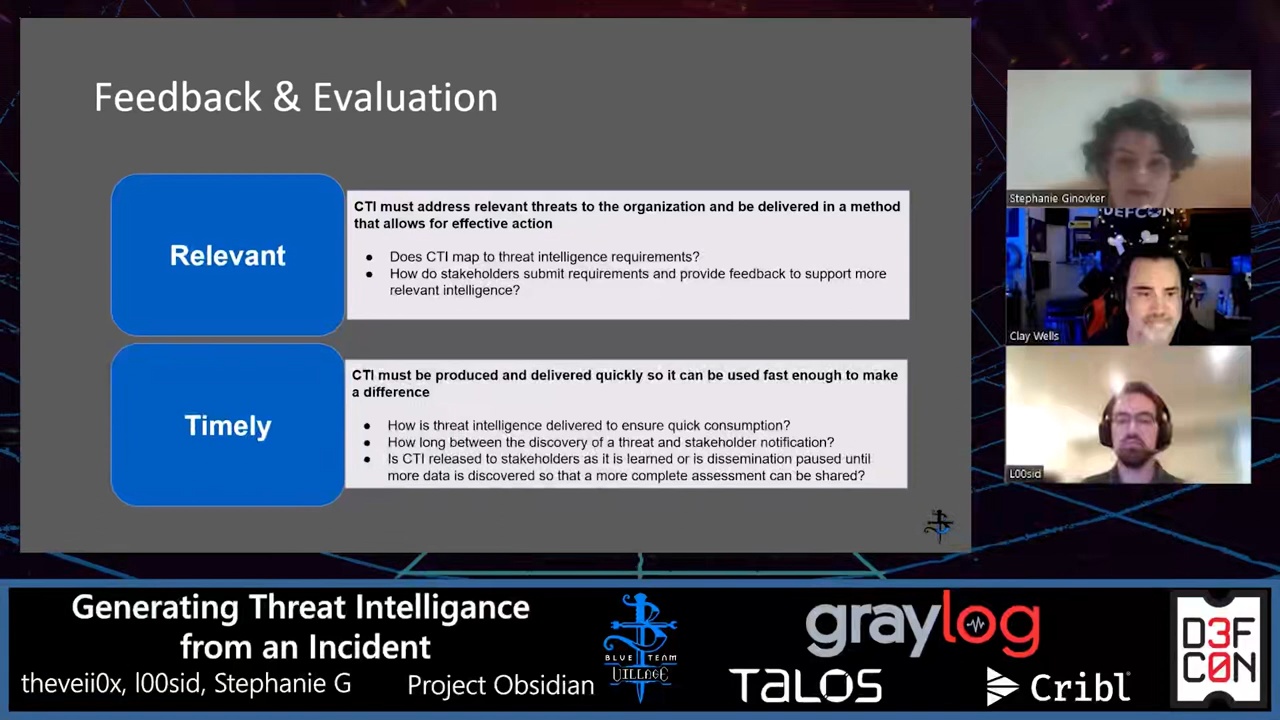 Feedback & Evaluation
Relevant
CTI must address relevant threats to the organization and be delivered in a method
that allows for effective action
● Does CTI map to threat intelligence requirements?
● How do stakeholders submit requirements and provide feedback to support more
relevant intelligence?
Timely
CTI must be produced and delivered quickly so it can be used fast enough to make
a difference
● How is threat intelligence delivered to ensure quick consumption?
● How long between the discovery of a threat and stakeholder notification?
● Is CTI released to stakeholders as it is learned or is dissemination paused until
more data is discovered so that a more complete assessment can be shared?
Stephanie Ginovker
DEFCON
Clay Wells
L00sid
Generating Threat Intelligance
from an Incident
theveii0x, l00sid, Stephanie G
Project Obsidian
BLUE TEAM
VILLAGE
graylog
TALOS
Cribl
D3F
C0N